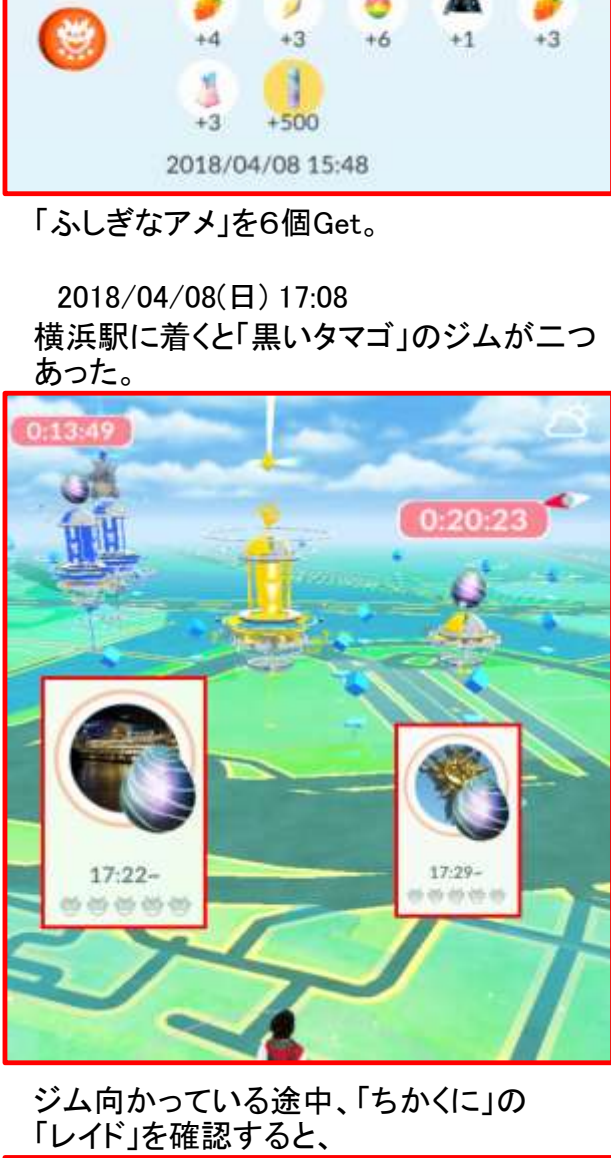 +4 +3 +6 +1 +3
+3 +500
2018/04/08 15:48
「ふしぎなアメ」を6個Get。
2018/04/08(日) 17:08
横浜駅に着くと「黒いタマゴ」のジムが二つ
あった。
0:13:49
0:20:23
17:22~
17:29~
ジム向かっている途中、「ちかくに」の
「レイド」を確認すると、